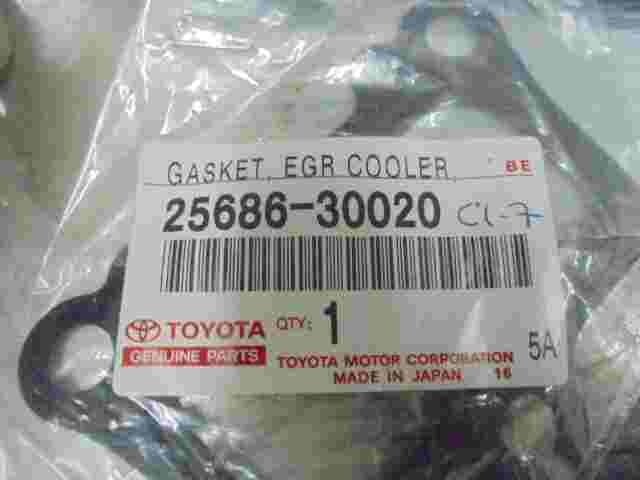 GASKET, EGR COOLER, BE
25686-30020 C1-7
TOYOTA QTY: 1
GENUINE PARTS
TOYOTA MOTOR CORPORATION 5A
MADE IN JAPAN 16